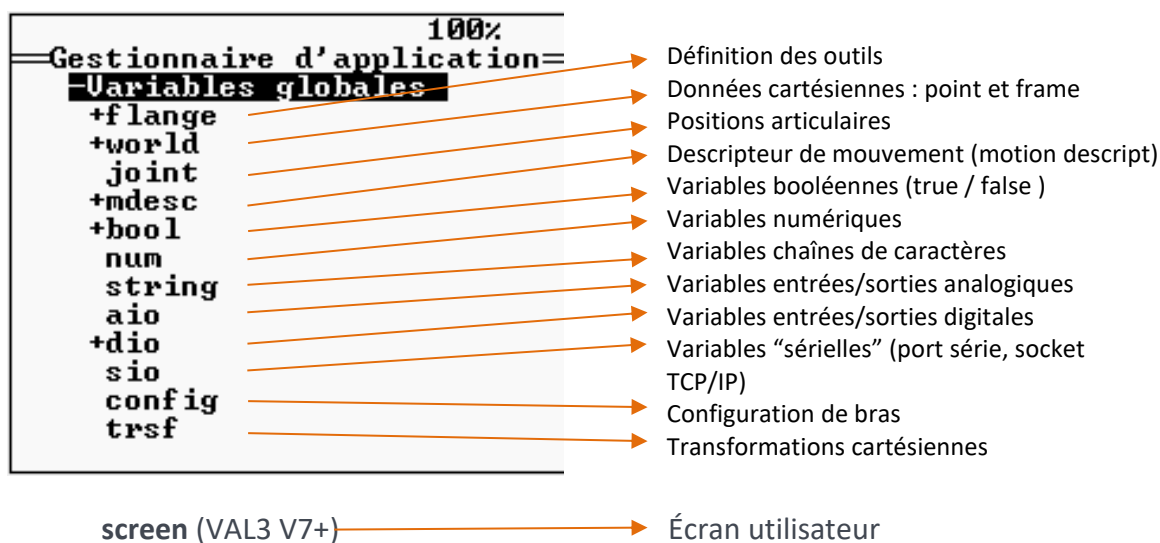 100%
Gestionnaire d'application
-Variables globales
+flange
+world
joint
+mdesc
+bool
num
string
aio
+dio
sio
config
trsf
Définition des outils
Données cartésiennes : point et frame
Positions articulaires
Descripteur de mouvement (motion descript)
Variables booléennes (true / false )
Variables numériques
Variables chaînes de caractères
Variables entrées/sorties analogiques
Variables entrées/sorties digitales
Variables “sérielles” (port série, socket
TCP/IP)
Configuration de bras
Transformations cartésiennes
screen (VAL3 V7+)
Écran utilisateur